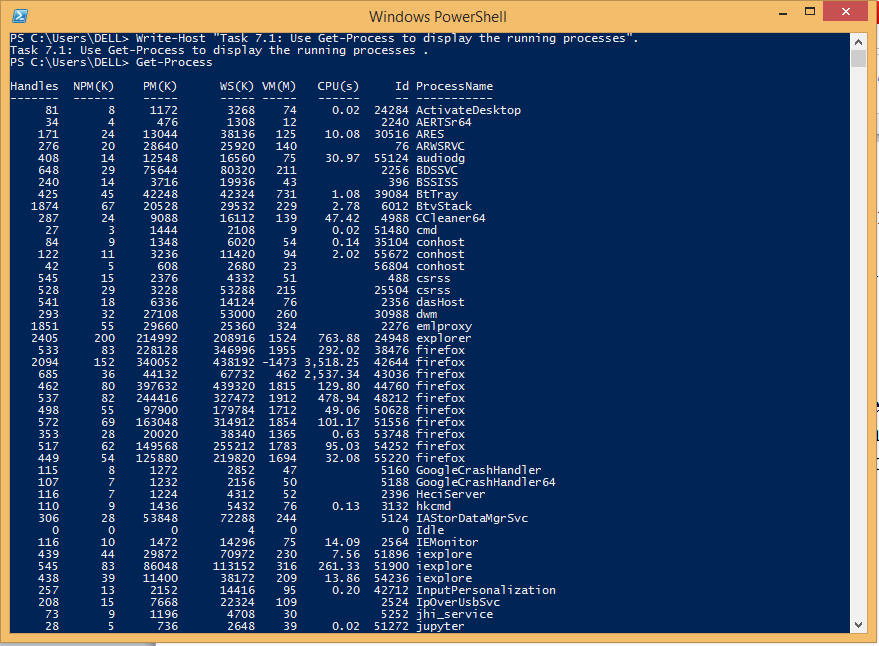 Windows PowerShell
PS C:\Users\DELL> Write-Host "Task 7.1: Use Get-Process to display the running processes".
Task 7.1: Use Get-Process to display the running processes .
PS C:\Users\DELL> Get-Process
Handles  NPM(K)    PM(K)      WS(K) VM(M)   CPU(s)     Id ProcessName
-------  ------    -----      ----- -----   ------     -- -----------
     81       8     1172       3268    74     0.02  24284 ActivateDesktop
     34       4      476       1308    12            2240 AERTSr64
    171      24    13044      38136   125    10.08  30516 ARES
    276      20    28640      25920   140              76 ARWSRVC
    408      14    12548      16560    75    30.97  55124 audiodg
    648      29    75644      80320   211            2256 BDSSVC
    240      14     3716      19936    43             396 BSSISS
    425      45    42248      42324   731     1.08  39084 BtTray
   1874      67    20528      29532   229     2.78   6012 BtvStack
    287      24     9088      16112   139    47.42   4988 CCleaner64
     27       3     1444       2108     9     0.02  51480 cmd
     84       9     1348       6020    54     0.14  35104 conhost
    122      11     3236      11420    94     2.02  55672 conhost
     42       5      608       2680    23           56804 conhost
    545      15     2376       4332    51             488 csrss
    528      29     3228      53288   215           25504 csrss
    541      18     6336      14124    76            2356 dasHost
    293      32    27108      53000   260           30988 dwm
   1851      55    29660      25360   324            2276 emlproxy
   2405     200   214992     208916  1524   763.88  24948 explorer
    533      83   228128     346996  1955   292.02  38476 firefox
   2094     152   340052     438192 -1473 3,518.25  42644 firefox
    685      36    44132      67732   462 2,537.34  43036 firefox
    462      80   397632     439320  1815   129.80  44760 firefox
    537      82   244416     327472  1912   478.94  48212 firefox
    498      55    97900     179784  1712    49.06  50628 firefox
    572      69   163048     314912  1854   101.17  51556 firefox
    353      28    20020      38340  1365     0.63  53748 firefox
    517      62   149568     255212  1783    95.03  54252 firefox
    449      54   125880     219820  1694    32.08  55220 firefox
    115       8     1272       2852    47            5160 GoogleCrashHandler
    107       7     1232       2156    50            5188 GoogleCrashHandler64
    116       7     1224       4312    52            2396 HeciServer
    110       9     1436       5432    76     0.13   3132 hkcmd
    306      28    53848      72288   244            5124 IAStorDataMgrSvc
      0       0        0          4     0               0 Idle
    116      10     1472      14296    75    14.09   2564 IEMonitor
    439      44    29872      70972   230     7.56  51896 iexplore
    545      83    86048     113152   316   261.33  51900 iexplore
    438      39    11400      38172   209    13.86  54236 iexplore
    257      13     2152      14416    95     0.20  42712 InputPersonalization
    208      15     7668      22324   109            2524 IpOverUsbSvc
     73       9     1196       4708    30            5252 jhi_service
     28       5      736       2648    39     0.02  51272 jupyter